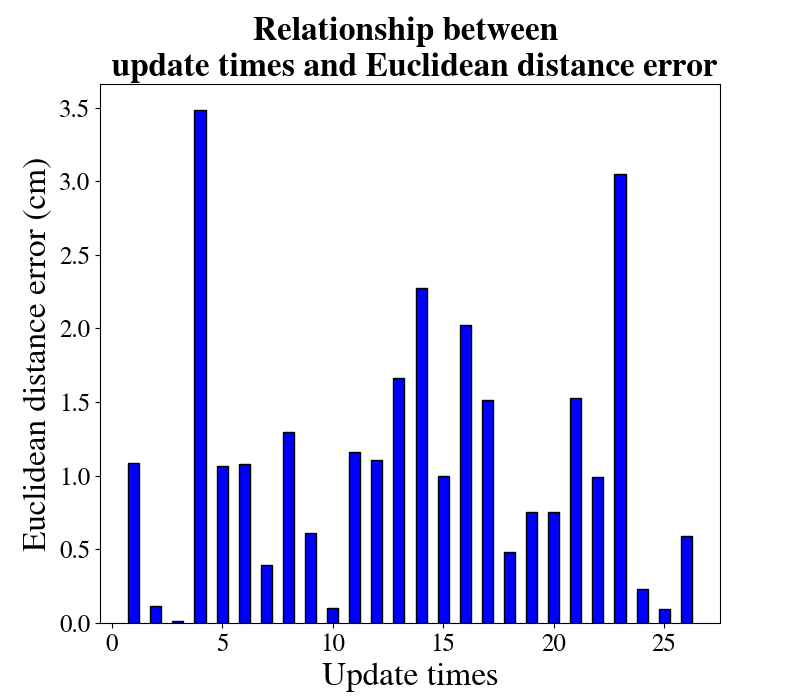 Relationship between
update times and Euclidean distance error
Euclidean distance error (cm)
3.5
3.0
2.5
2.0
1.5
1.0
0.5
0.0
0 5 10 15 20 25
Update times